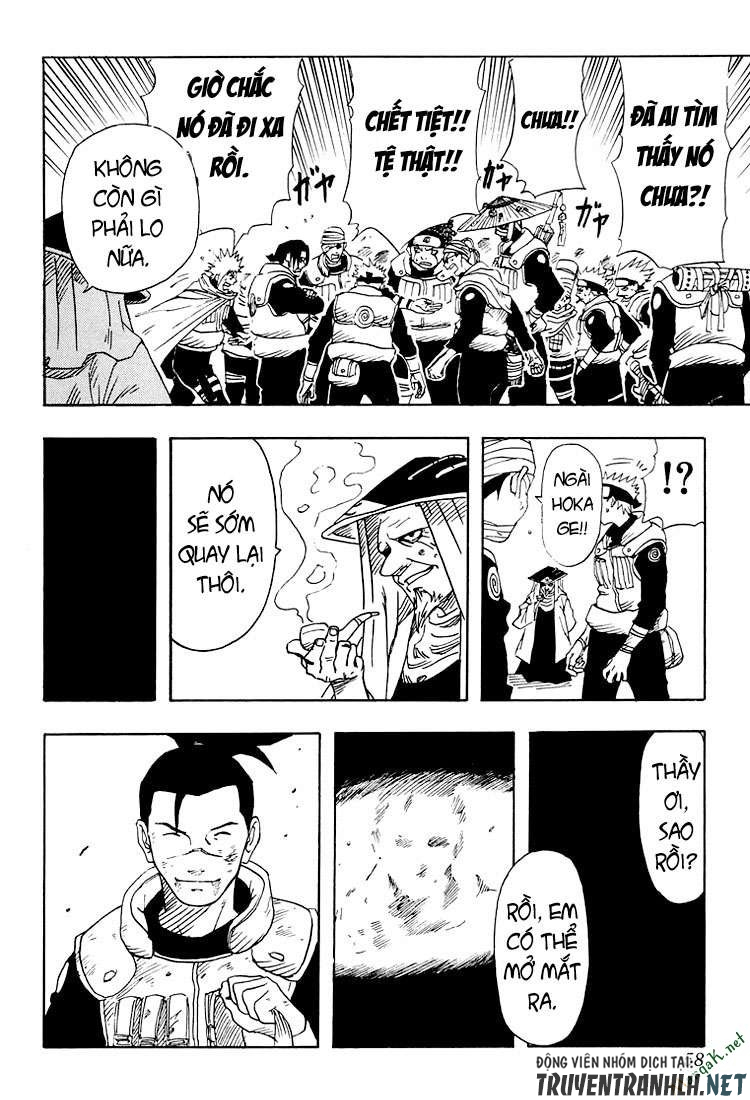 ĐÃ AI TÌM
THẤY NÓ
CHƯA?!
CHƯA!!
CHẾT TIỆT!!
TỆ THẬT!!
GIỜ CHẮC
NÓ ĐÃ ĐI XA
RỒI.
KHÔNG
CÒN GÌ
PHẢI LO
NỮA.
ガヤ
ガヤ
!?
NGÀI
HOKA
GE!!
NÓ
SẼ SỚM
QUAY LẠI
THÔI.
THẦY
ƠI,
SAO
RỒI?
RỒI, EM
CÓ THỂ
MỞ MẮT
RA.
ĐỘNG VIÊN NHÓM DỊCH TẠI:
TRUYENTRANHLH.NET